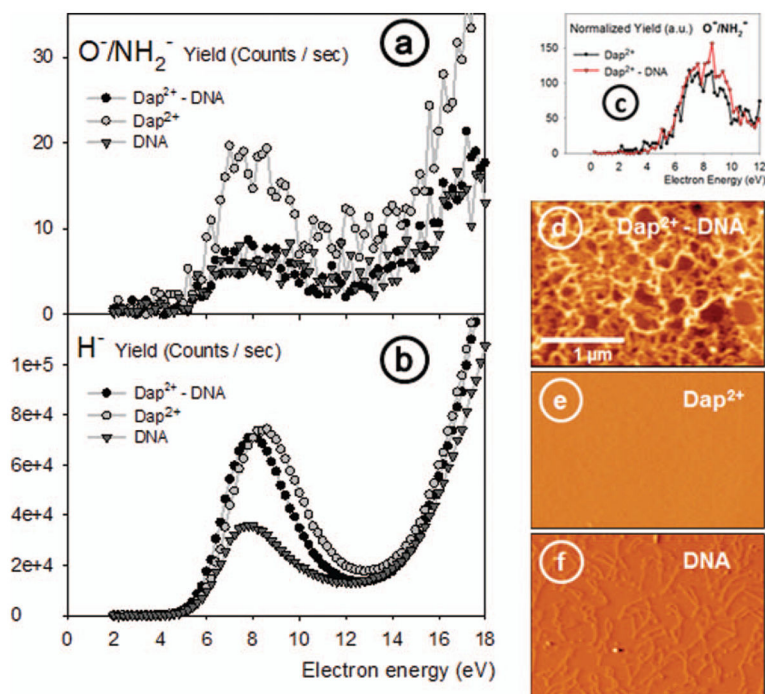 a
O⁻/NH₂⁻ Yield (Counts / sec)
Dap²⁺ - DNA
Dap²⁺
DNA
30
20
10
0
b
H⁻ Yield (Counts / sec)
Dap²⁺ - DNA
Dap²⁺
DNA
1e+5
8e+4
6e+4
4e+4
2e+4
0
0 2 4 6 8 10 12 14 16 18
Electron energy (eV)
Normalized Yield (a.u.) O⁻/NH₂⁻
Dap²⁺
Dap²⁺ - DNA
c
150
100
50
0
0 2 4 6 8 10 12
Electron Energy (eV)
d Dap²⁺ - DNA
1 µm
e Dap²⁺
f DNA